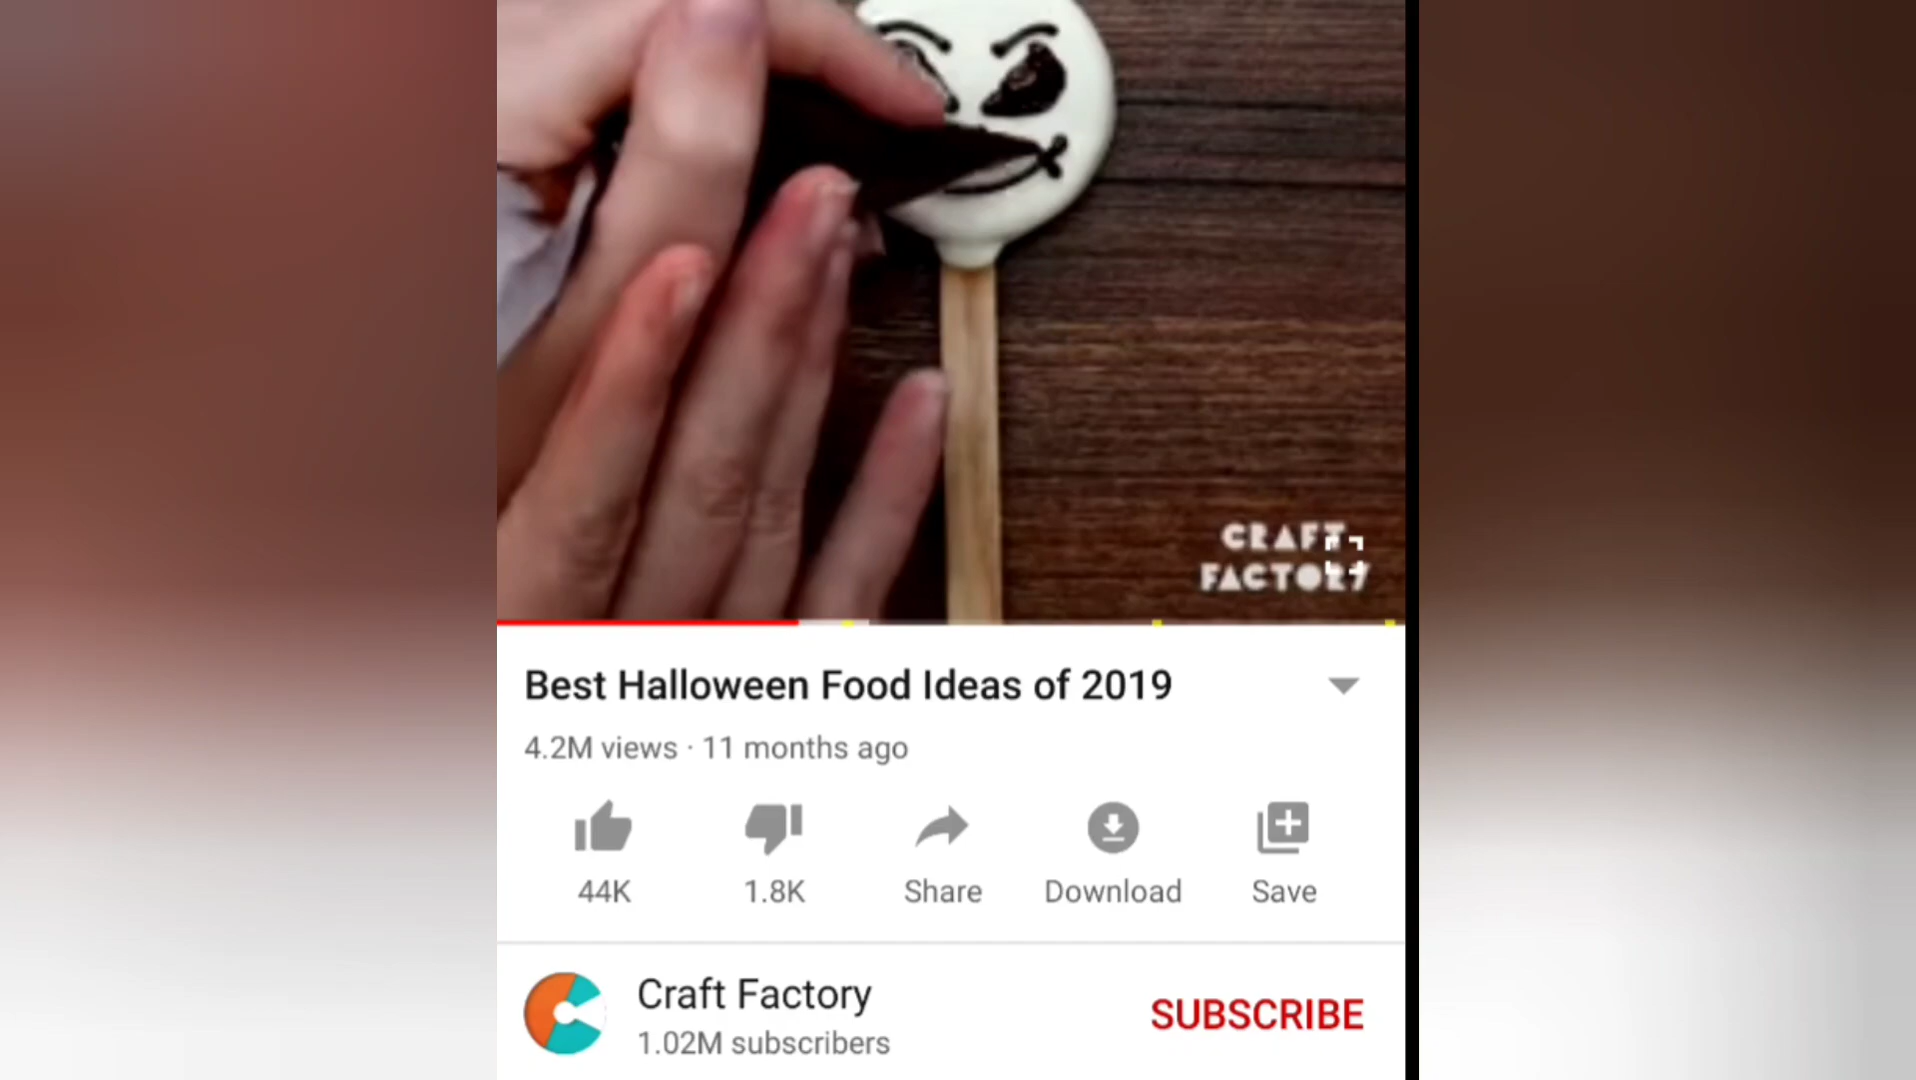 CRAFT
FACTORY
Best Halloween Food Ideas of 2019
4.2M views · 11 months ago
44K
1.8K
Share
Download
Save
Craft Factory
1.02M subscribers
SUBSCRIBE